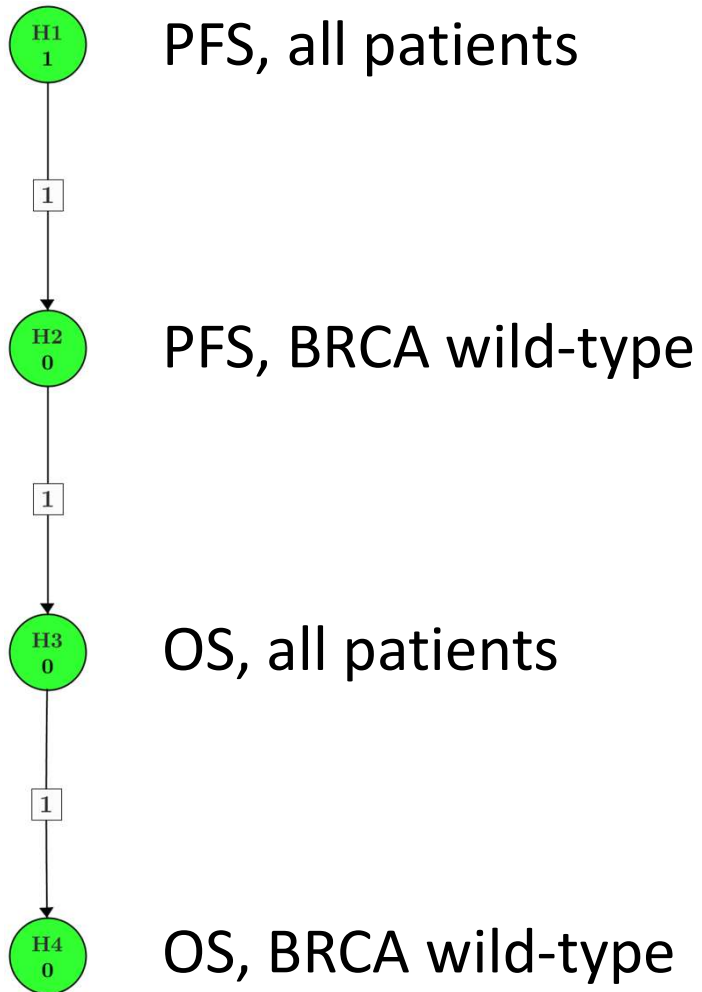 H1
1
PFS, all patients
1
H2
0
PFS, BRCA wild-type
1
H3
0
OS, all patients
1
H4
0
OS, BRCA wild-type